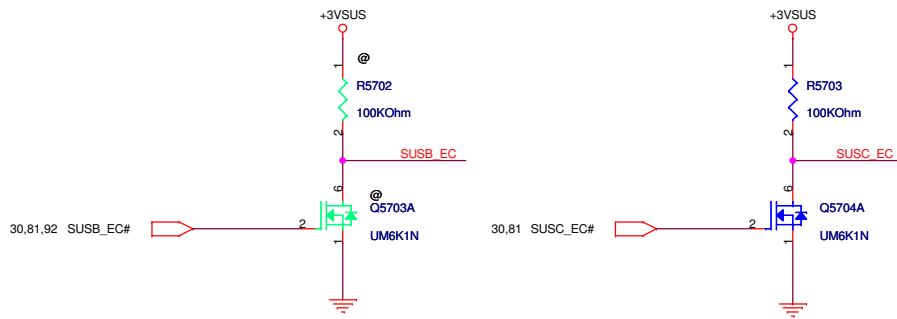 +3VSUS
1
@
R5702
100KOhm
2
SUSB_EC
6
@
Q5703A
30,81,92 SUSB_EC#
2
UM6K1N
1
+3VSUS
1
R5703
100KOhm
2
SUSC_EC
6
Q5704A
30,81 SUSC_EC#
2
UM6K1N
1